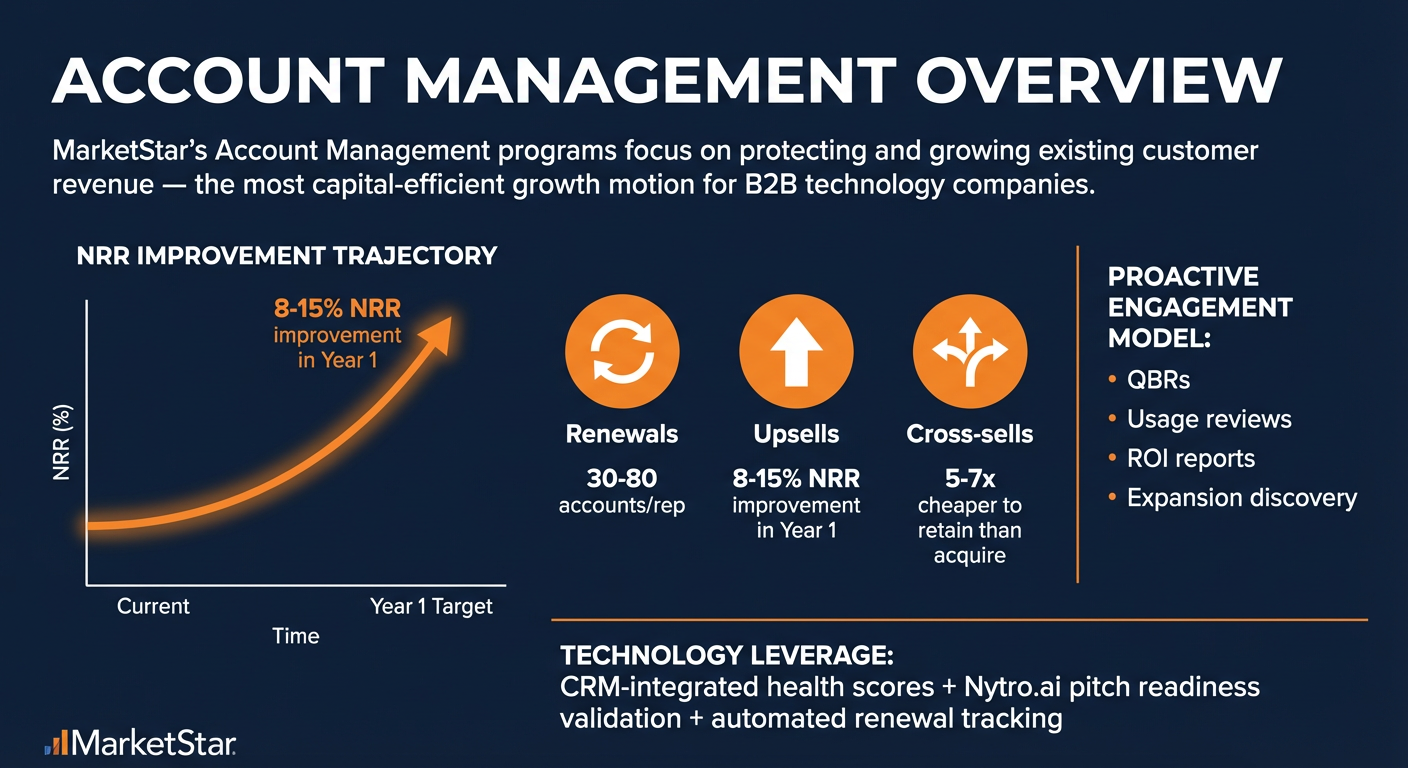 ACCOUNT MANAGEMENT OVERVIEW
MarketStar’s Account Management programs focus on protecting and growing existing customer
revenue — the most capital-efficient growth motion for B2B technology companies.
NRR IMPROVEMENT TRAJECTORY
8-15% NRR
improvement
in Year 1
NRR (%)
Current
Year 1 Target
Time
Renewals
30-80
accounts/rep
Upsells
8-15% NRR
improvement
in Year 1
Cross-sells
5-7x
cheaper to
retain than
acquire
PROACTIVE
ENGAGEMENT
MODEL:
• QBRs
• Usage reviews
• ROI reports
• Expansion discovery
TECHNOLOGY LEVERAGE:
CRM-integrated health scores + Nytro.ai pitch readiness
validation + automated renewal tracking
MarketStar